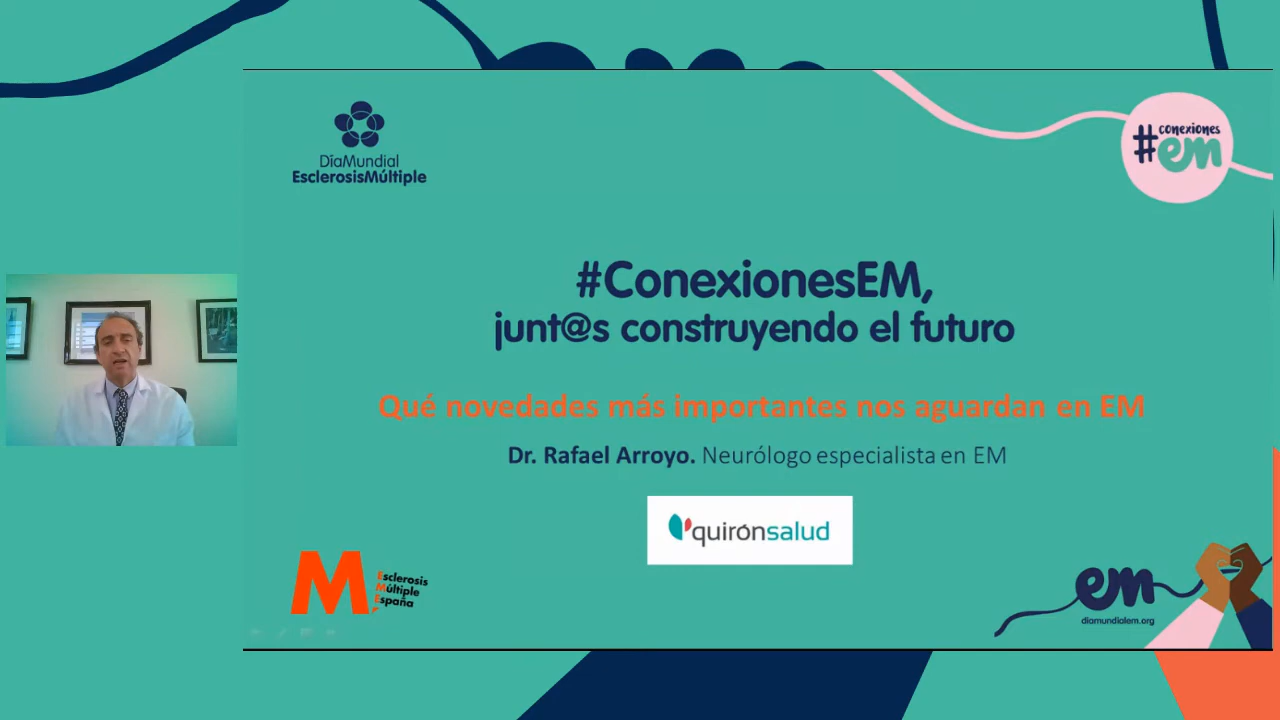 DíaMundial
EsclerosisMúltiple
#conexiones
em
#ConexionesEM,
junt@s construyendo el futuro
Qué novedades más importantes nos aguardan en EM
Dr. Rafael Arroyo. Neurólogo especialista en EM
quirónsalud
M
Esclerosis
Múltiple
España
em
diamundialem.org